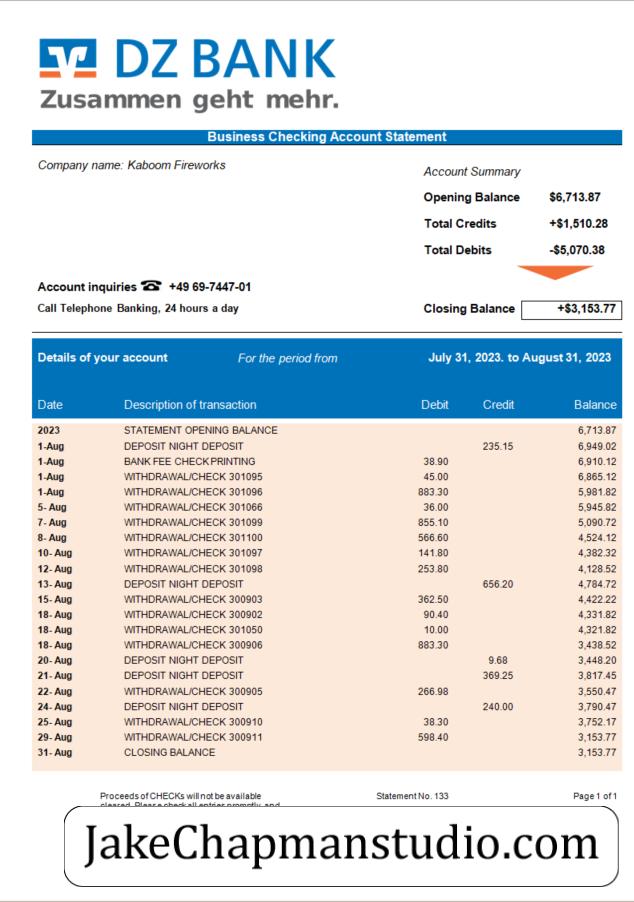 DZ BANK
Zusammen geht mehr.
Business Checking Account Statement
Company name: Kaboom Fireworks
Account Summary
Opening Balance $6,713.87
Total Credits +$1,510.28
Total Debits -$5,070.38
Account inquiries ☎ +49 69-7447-01
Call Telephone Banking, 24 hours a day
Closing Balance +$3,153.77
Details of your account For the period from July 31, 2023. to August 31, 2023
Date Description of transaction Debit Credit Balance
2023 STATEMENT OPENING BALANCE 6,713.87
1-Aug DEPOSIT NIGHT DEPOSIT 235.15 6,949.02
1-Aug BANK FEE CHECK PRINTING 38.90 6,910.12
1-Aug WITHDRAWAL/CHECK 301095 45.00 6,865.12
1-Aug WITHDRAWAL/CHECK 301096 883.30 5,981.82
5- Aug WITHDRAWAL/CHECK 301066 36.00 5,945.82
7- Aug WITHDRAWAL/CHECK 301099 855.10 5,090.72
8- Aug WITHDRAWAL/CHECK 301100 566.60 4,524.12
10- Aug WITHDRAWAL/CHECK 301097 141.80 4,382.32
12- Aug WITHDRAWAL/CHECK 301098 253.80 4,128.52
13- Aug DEPOSIT NIGHT DEPOSIT 656.20 4,784.72
15- Aug WITHDRAWAL/CHECK 300903 362.50 4,422.22
18- Aug WITHDRAWAL/CHECK 300902 90.40 4,331.82
18- Aug WITHDRAWAL/CHECK 301050 10.00 4,321.82
18- Aug WITHDRAWAL/CHECK 300906 883.30 3,438.52
20- Aug DEPOSIT NIGHT DEPOSIT 9.68 3,448.20
21- Aug DEPOSIT NIGHT DEPOSIT 369.25 3,817.45
22- Aug WITHDRAWAL/CHECK 300905 266.98 3,550.47
24- Aug DEPOSIT NIGHT DEPOSIT 240.00 3,790.47
25- Aug WITHDRAWAL/CHECK 300910 38.30 3,752.17
29- Aug WITHDRAWAL/CHECK 300911 598.40 3,153.77
31- Aug CLOSING BALANCE 3,153.77
Proceeds of CHECKs will not be available Statement No. 133 Page 1 of 1
cleared. Please check all entries promptly, and
JakeChapmanstudio.com